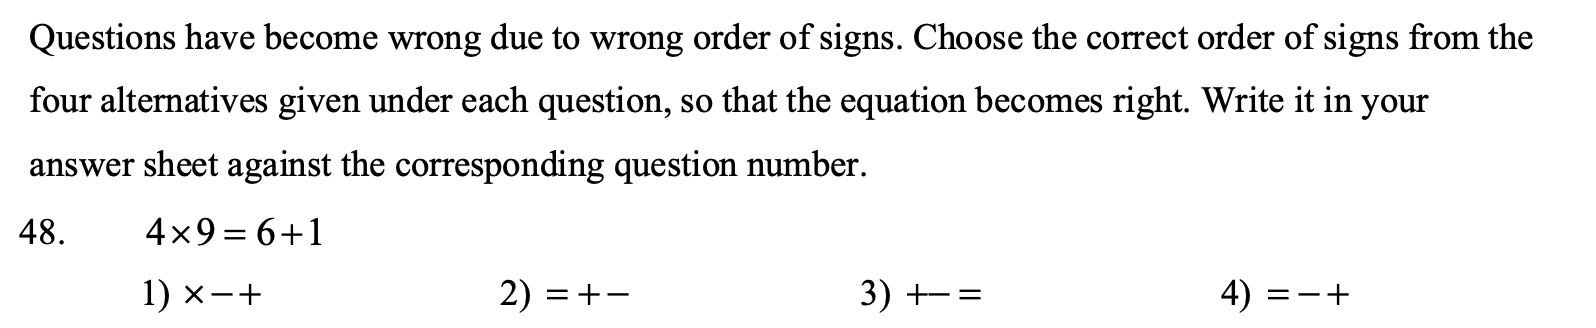 Questions have become wrong due to wrong order of signs. Choose the correct order of signs from the
four alternatives given under each question, so that the equation becomes right. Write it in your
answer sheet against the corresponding question number.
48. 4×9 = 6+1
1) ×−+ 2) =+− 3) +−= 4) =−+